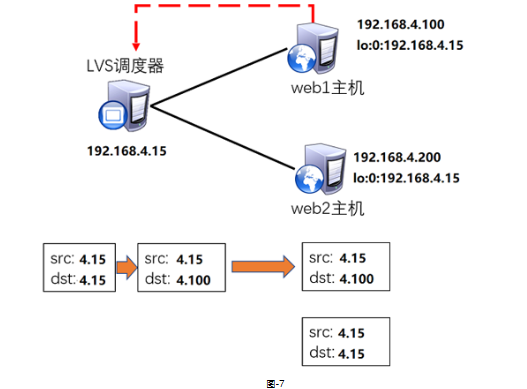 192.168.4.100
lo:0:192.168.4.15
web1主机
LVS调度器
192.168.4.15
192.168.4.200
lo:0:192.168.4.15
web2主机
src: 4.15
dst: 4.15
src: 4.15
dst: 4.100
src: 4.15
dst: 4.100
src: 4.15
dst: 4.15
图-7